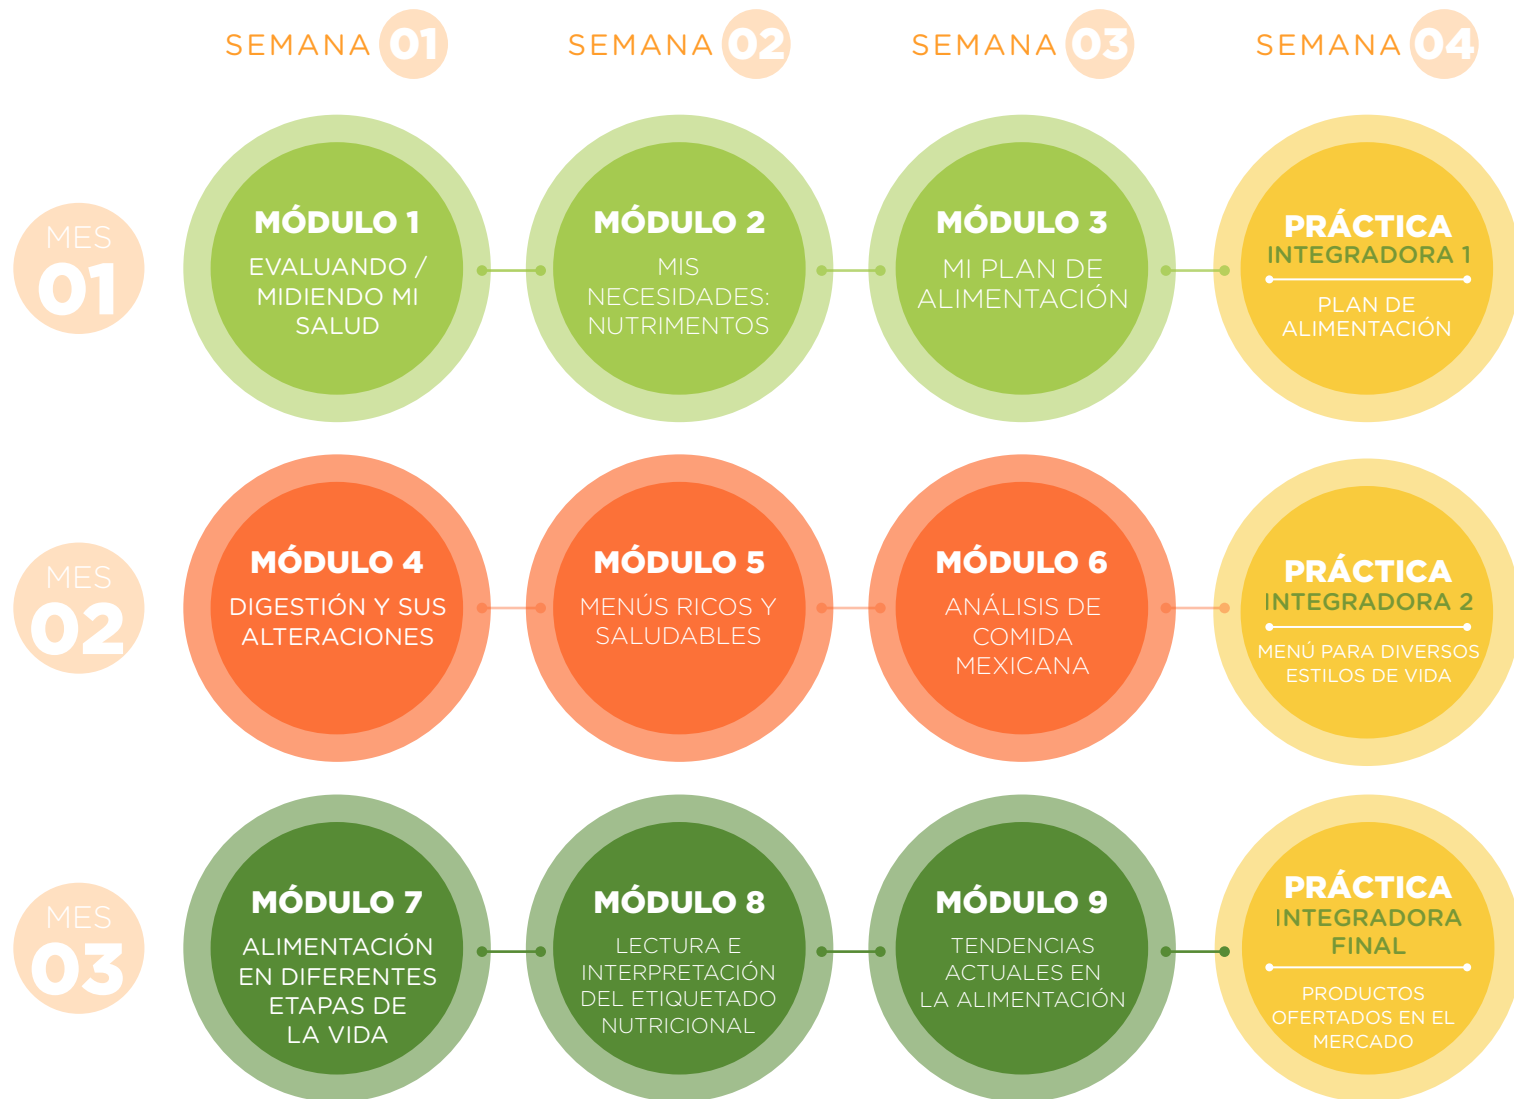 SEMANA 01
SEMANA 02
SEMANA 03
SEMANA 04
MES
01
MÓDULO 1
EVALUANDO /
MIDIENDO MI
SALUD
MÓDULO 2
MIS
NECESIDADES:
NUTRIMENTOS
MÓDULO 3
MI PLAN DE
ALIMENTACIÓN
PRÁCTICA
INTEGRADORA 1
PLAN DE
ALIMENTACIÓN
MES
02
MÓDULO 4
DIGESTIÓN Y SUS
ALTERACIONES
MÓDULO 5
MENÚS RICOS Y
SALUDABLES
MÓDULO 6
ANÁLISIS DE
COMIDA
MEXICANA
PRÁCTICA
INTEGRADORA 2
MENÚ PARA DIVERSOS
ESTILOS DE VIDA
MES
03
MÓDULO 7
ALIMENTACIÓN
EN DIFERENTES
ETAPAS DE
LA VIDA
MÓDULO 8
LECTURA E
INTERPRETACIÓN
DEL ETIQUETADO
NUTRICIONAL
MÓDULO 9
TENDENCIAS
ACTUALES EN
LA ALIMENTACIÓN
PRÁCTICA
INTEGRADORA
FINAL
PRODUCTOS
OFERTADOS EN EL
MERCADO